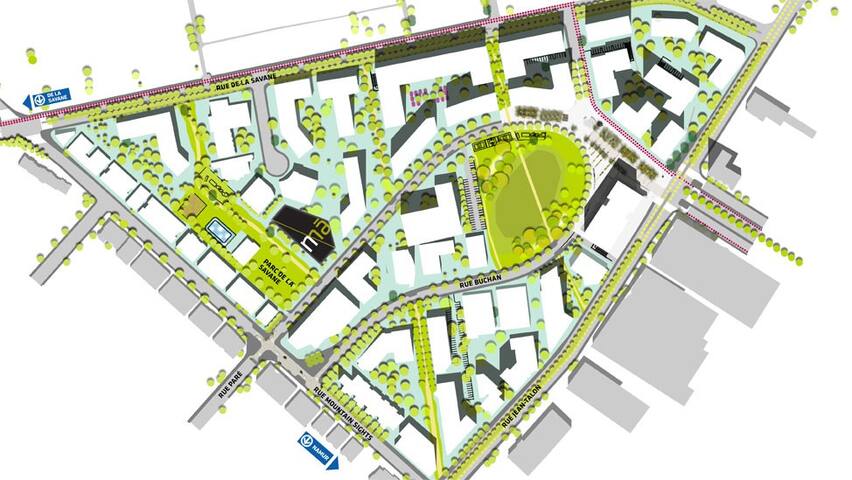 RUE DE LA SAVANE
DE LA
SAVANE
mä
PARC DE LA
SAVANE
RUE BUCHAN
RUE PARÉ
RUE MOUNTAIN SIGHTS
RUE JEAN-TALON
NAMUR